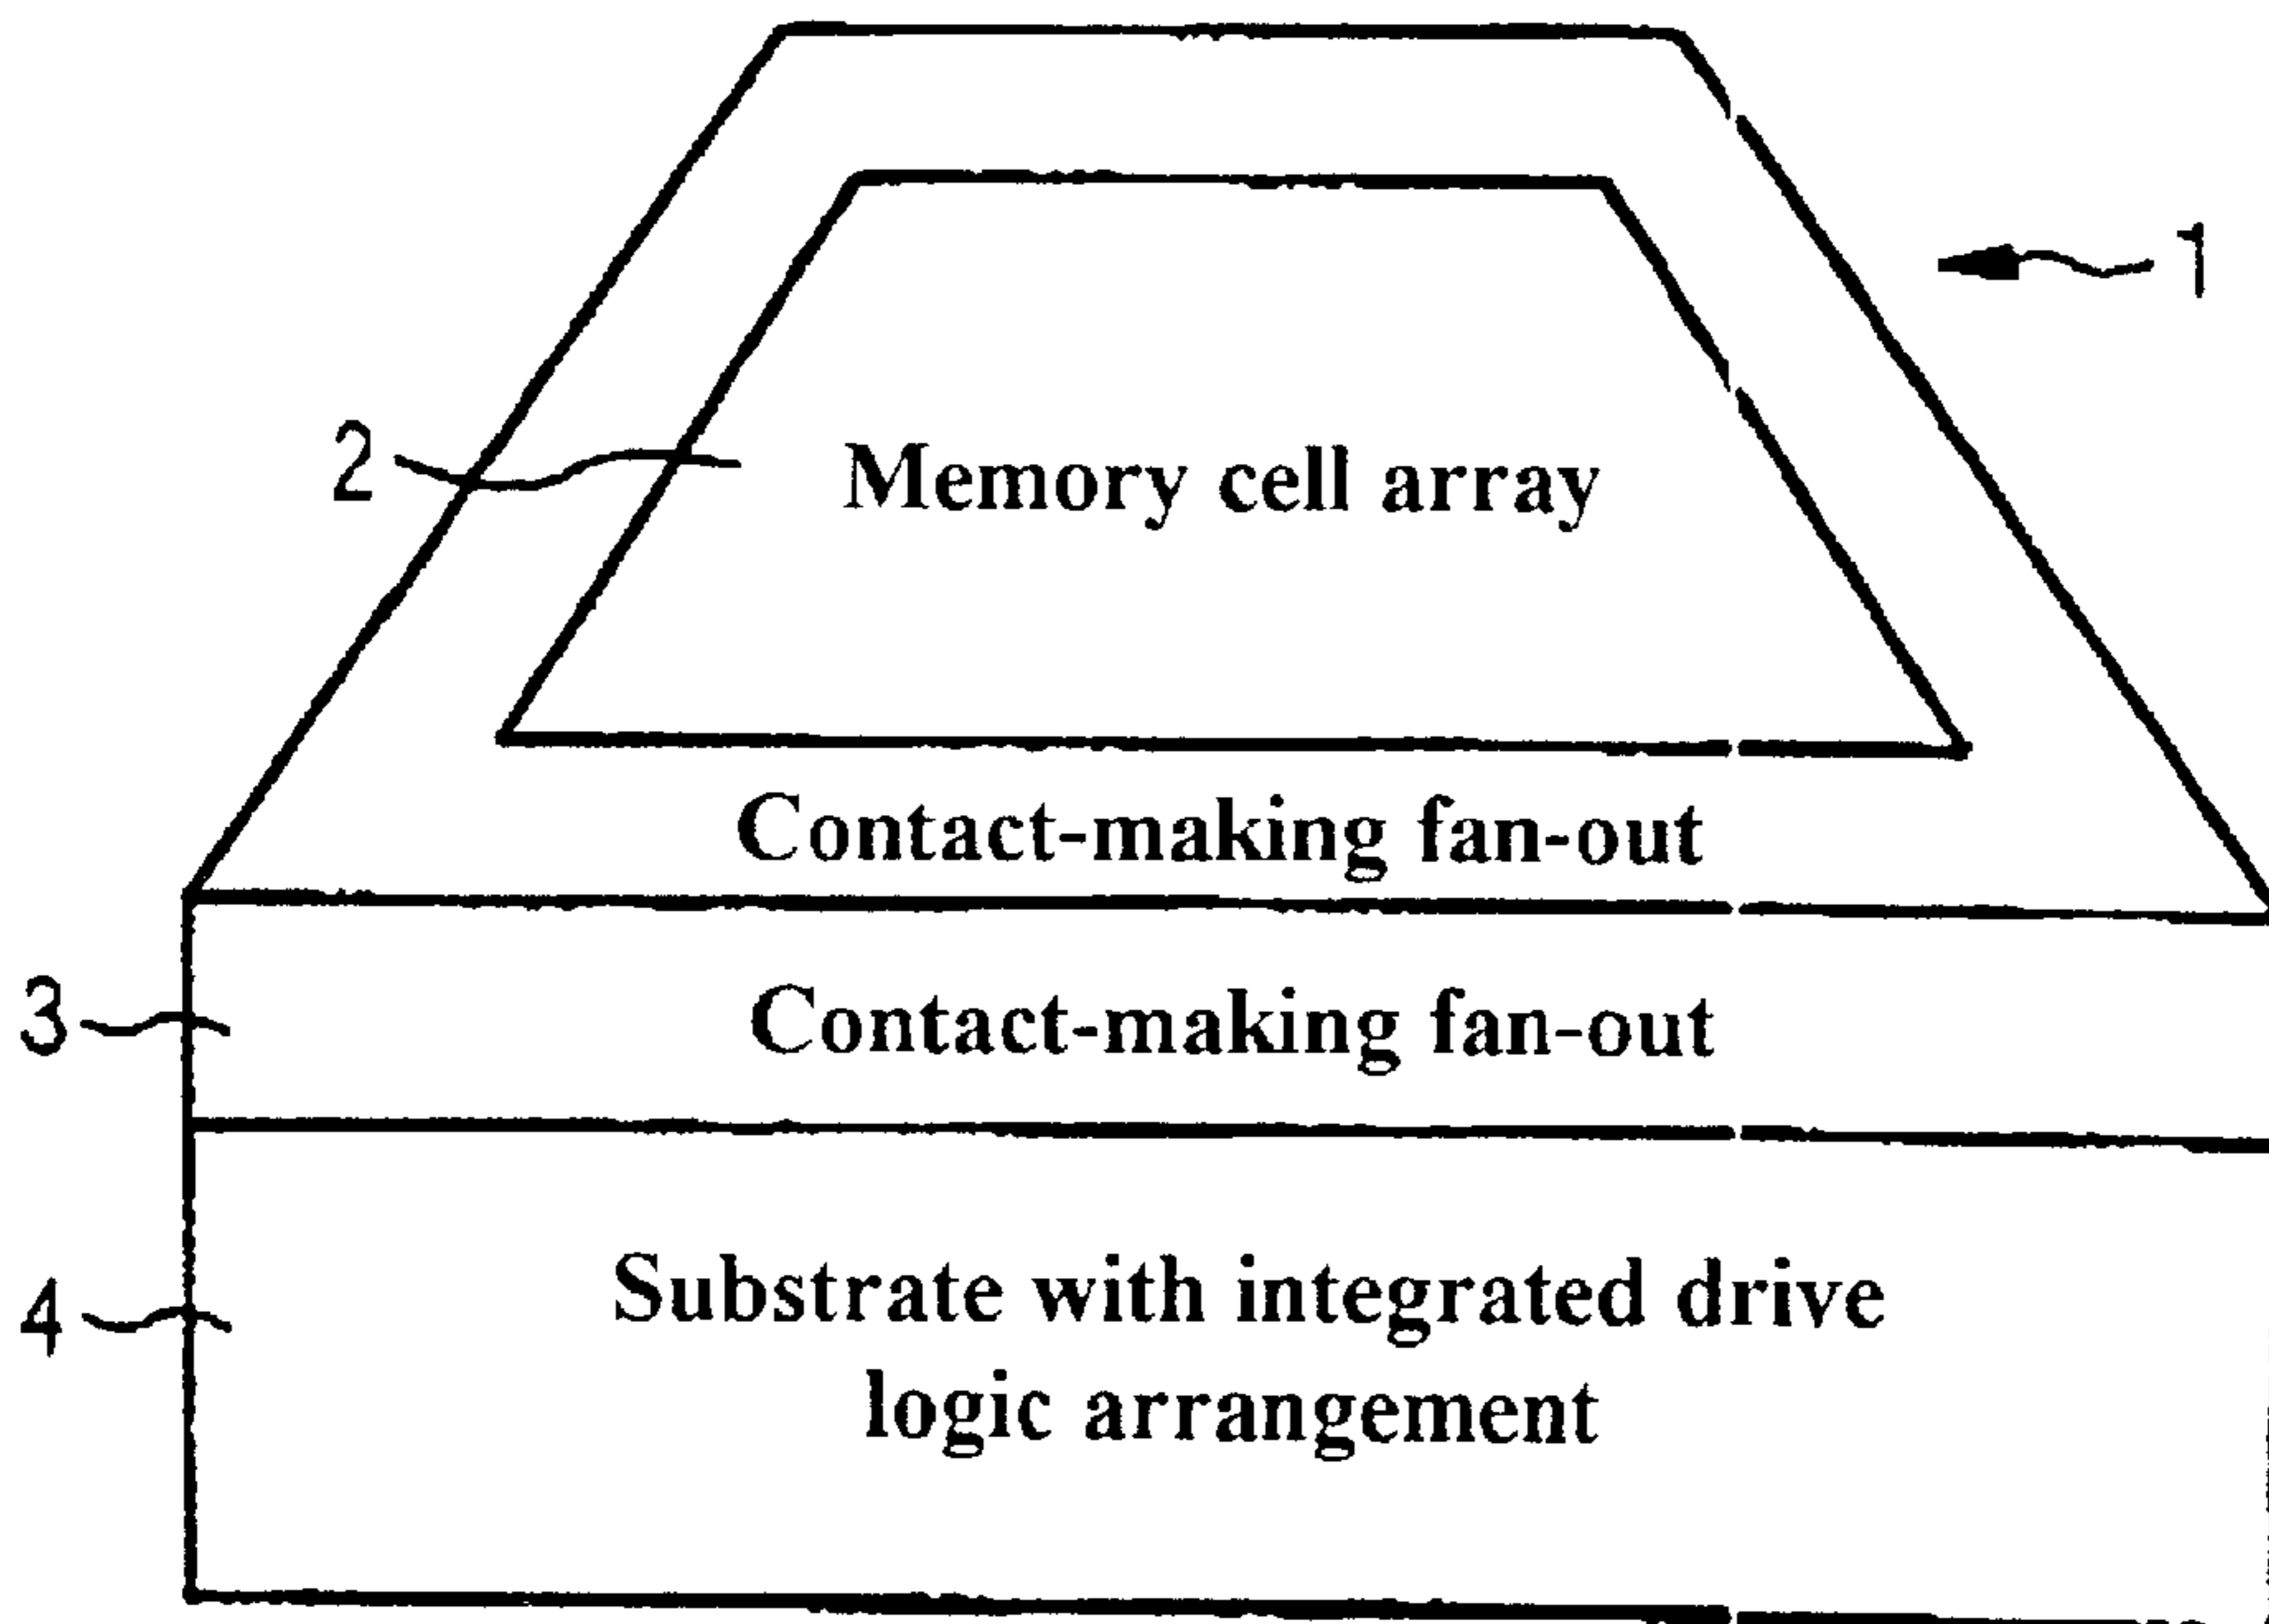 1
2
Memory cell array
Contact-making fan-out
3
Contact-making fan-out
4
Substrate with integrated drive
logic arrangement